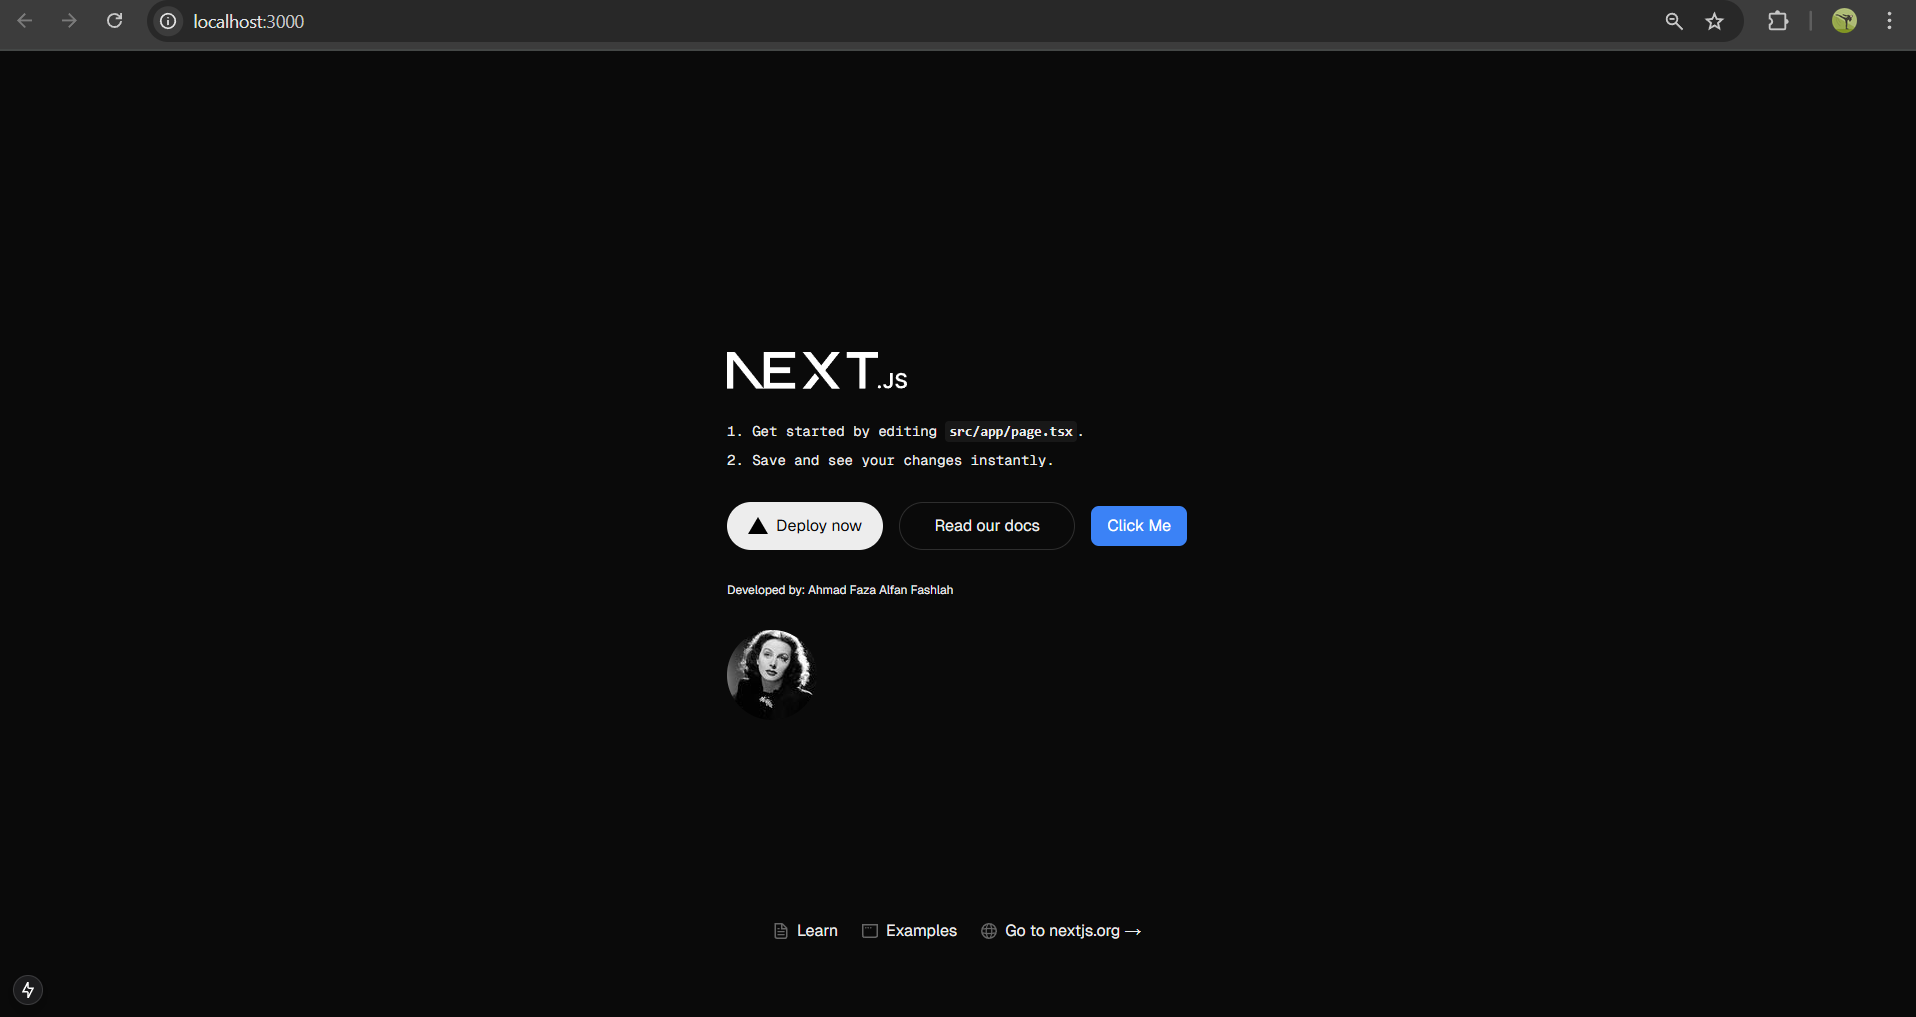 localhost:3000
NEXT.JS
1. Get started by editing src/app/page.tsx.
2. Save and see your changes instantly.
Deploy now
Read our docs
Click Me
Developed by: Ahmad Faza Alfan Fashlah
Learn
Examples
Go to nextjs.org →